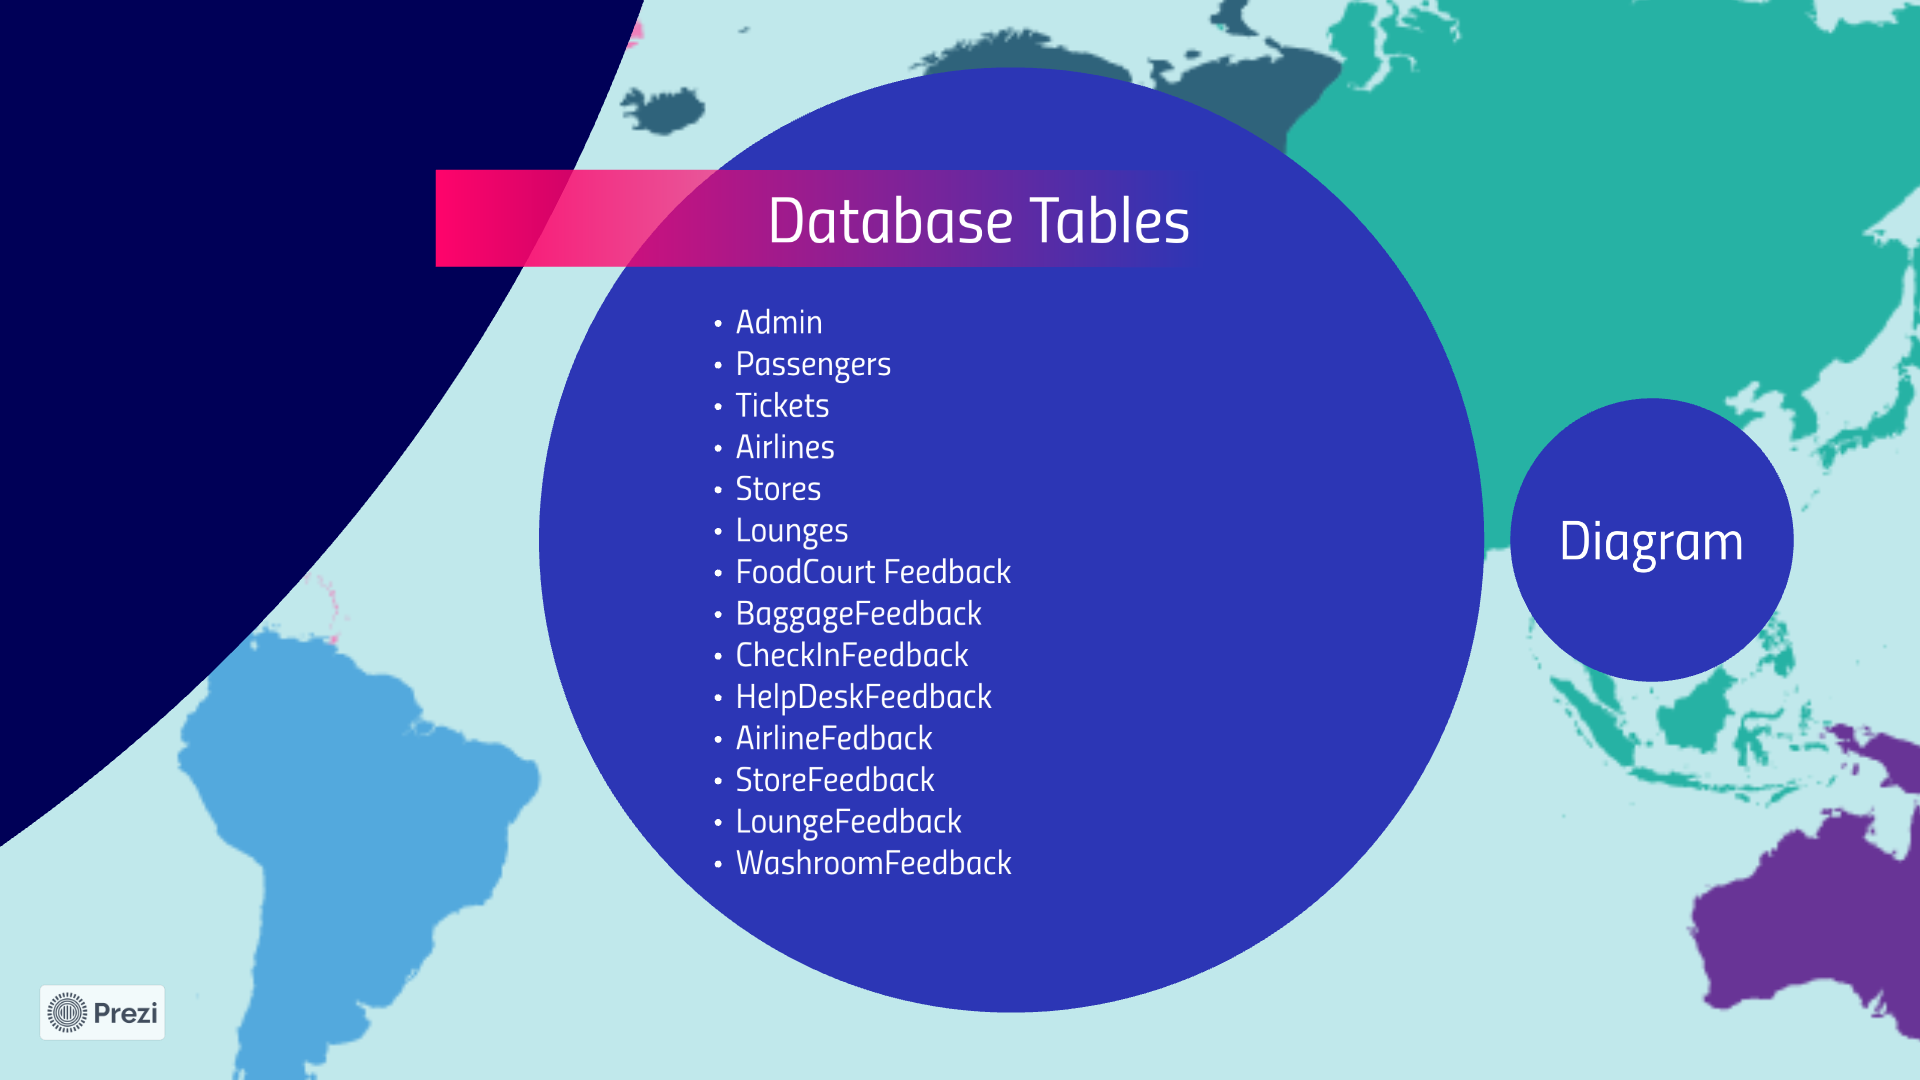 Database Tables
• Admin
• Passengers
• Tickets
• Airlines
• Stores
• Lounges
• FoodCourt Feedback
• BaggageFeedback
• CheckInFeedback
• HelpDeskFeedback
• AirlineFedback
• StoreFeedback
• LoungeFeedback
• WashroomFeedback
Diagram
Prezi